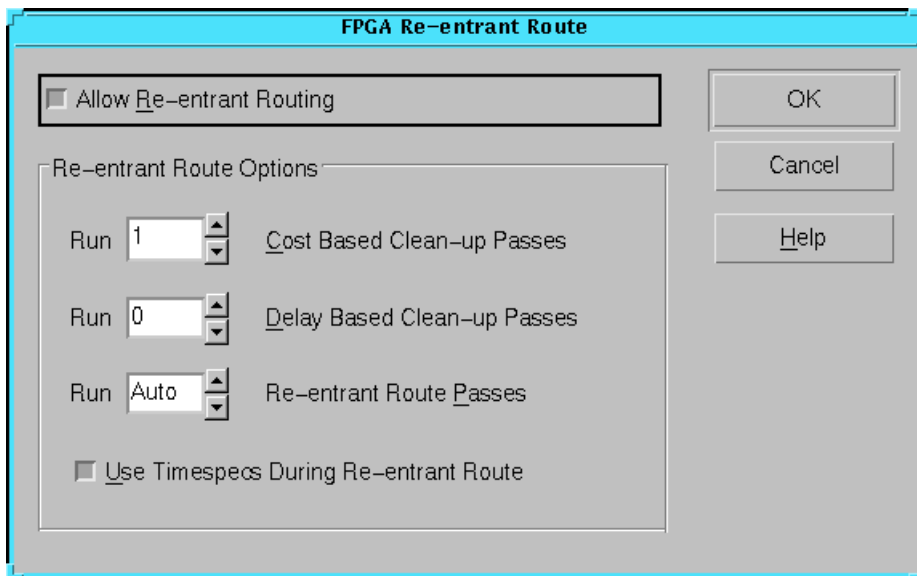 FPGA Re-entrant Route
Allow Re-entrant Routing
OK
Re-entrant Route Options
Cancel
Run 1 Cost Based Clean-up Passes
Help
Run 0 Delay Based Clean-up Passes
Run Auto Re-entrant Route Passes
Use Timespecs During Re-entrant Route